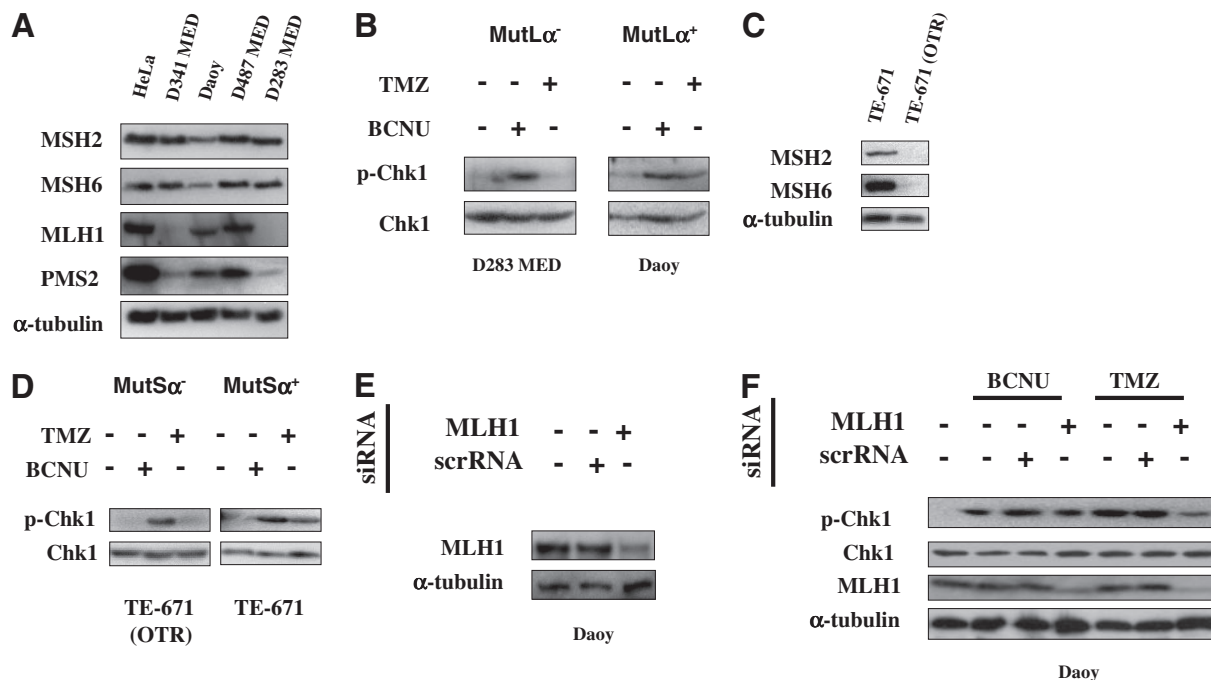 A
HeLa
D341 MED
Daoy
D487 MED
D283 MED
MSH2
MSH6
MLH1
PMS2
α-tubulin
B
MutLα⁻ MutLα⁺
TMZ - - + - - +
BCNU - + - - + -
p-Chk1
Chk1
D283 MED Daoy
C
TE-671
TE-671 (OTR)
MSH2
MSH6
α-tubulin
D
MutSα⁻ MutSα⁺
TMZ - - + - - + 
BCNU - + - - + -
p-Chk1
Chk1
TE-671 TE-671
(OTR)
E
siRNA
MLH1 - - +
scrRNA - + -
MLH1
α-tubulin
Daoy
F
BCNU TMZ
siRNA
MLH1 - - - + - - +
scrRNA - - + - - + -
p-Chk1
Chk1
MLH1
α-tubulin
Daoy